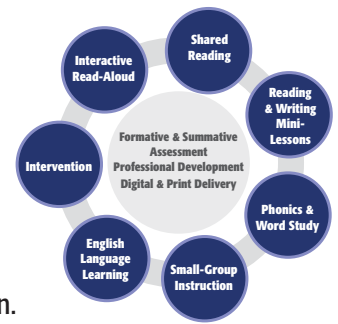 Shared
Reading
Interactive
Read-Aloud
Reading
& Writing
Mini-
Lessons
Formative & Summative
Assessment
Professional Development
Digital & Print Delivery
Intervention
Phonics &
Word Study
English
Language
Learning
Small-Group
Instruction
n.